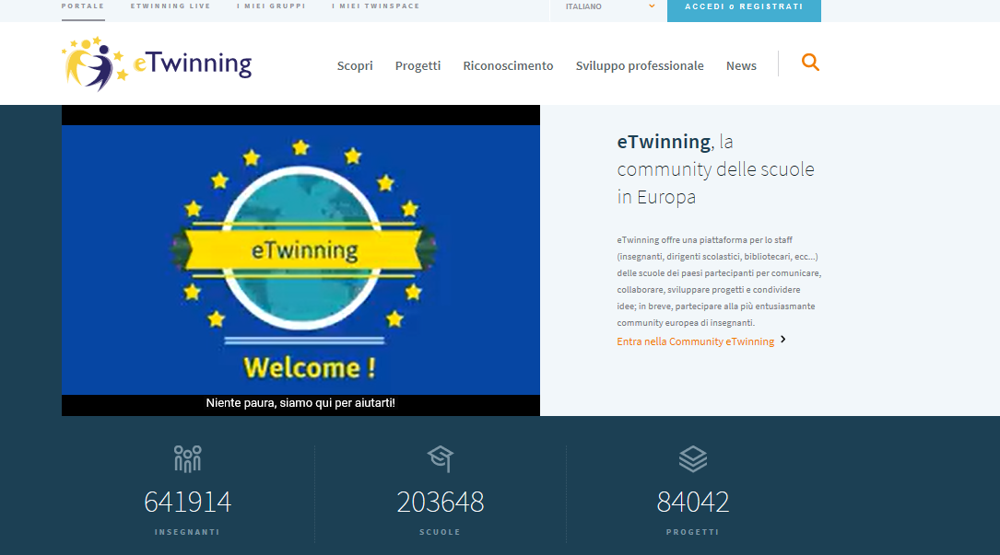 PORTALE ETWINNING LIVE I MIEI GRUPPI I MIEI TWINSPACE ITALIANO ACCEDI o REGISTRATI
eTwinning Scopri Progetti Riconoscimento Sviluppo professionale News
eTwinning
Welcome !
Niente paura, siamo qui per aiutarti!
eTwinning, la
community delle scuole
in Europa
eTwinning offre una piattaforma per lo staff
(insegnanti, dirigenti scolastici, bibliotecari, ecc...)
delle scuole dei paesi partecipanti per comunicare,
collaborare, sviluppare progetti e condividere
idee; in breve, partecipare alla più entusiasmante
community europea di insegnanti.
Entra nella Community eTwinning
641914 203648 84042
INSEGNANTI SCUOLE PROGETTI